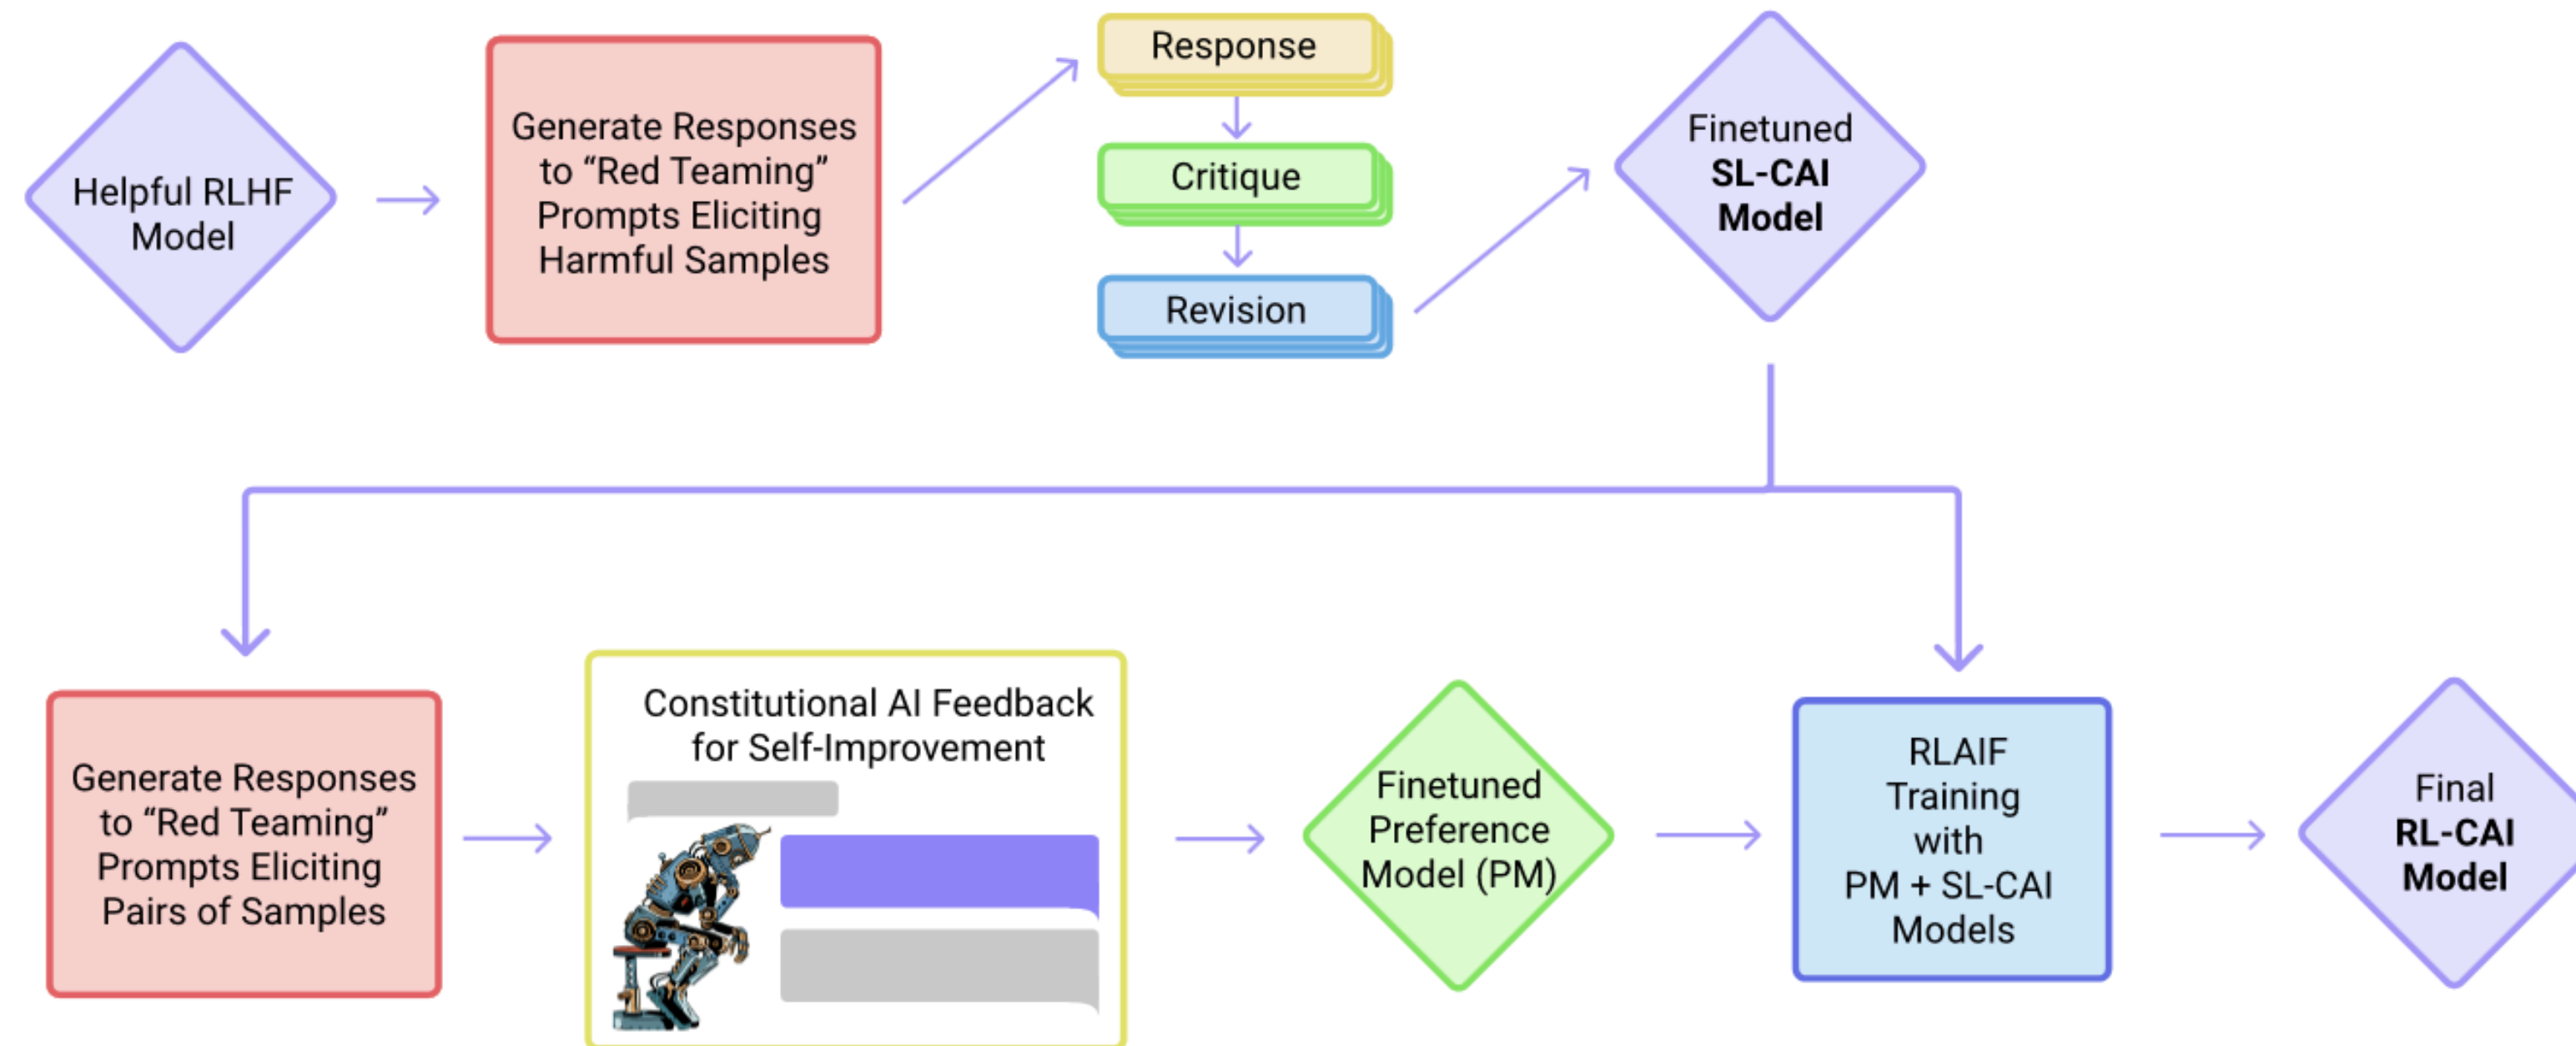 Helpful RLHF
Model
Generate Responses
to “Red Teaming”
Prompts Eliciting
Harmful Samples
Response
Critique
Revision
Finetuned
SL-CAI
Model
Generate Responses
to “Red Teaming”
Prompts Eliciting
Pairs of Samples
Constitutional AI Feedback
for Self-Improvement
Finetuned
Preference
Model (PM)
RLAIF
Training
with
PM + SL-CAI
Models
Final
RL-CAI
Model